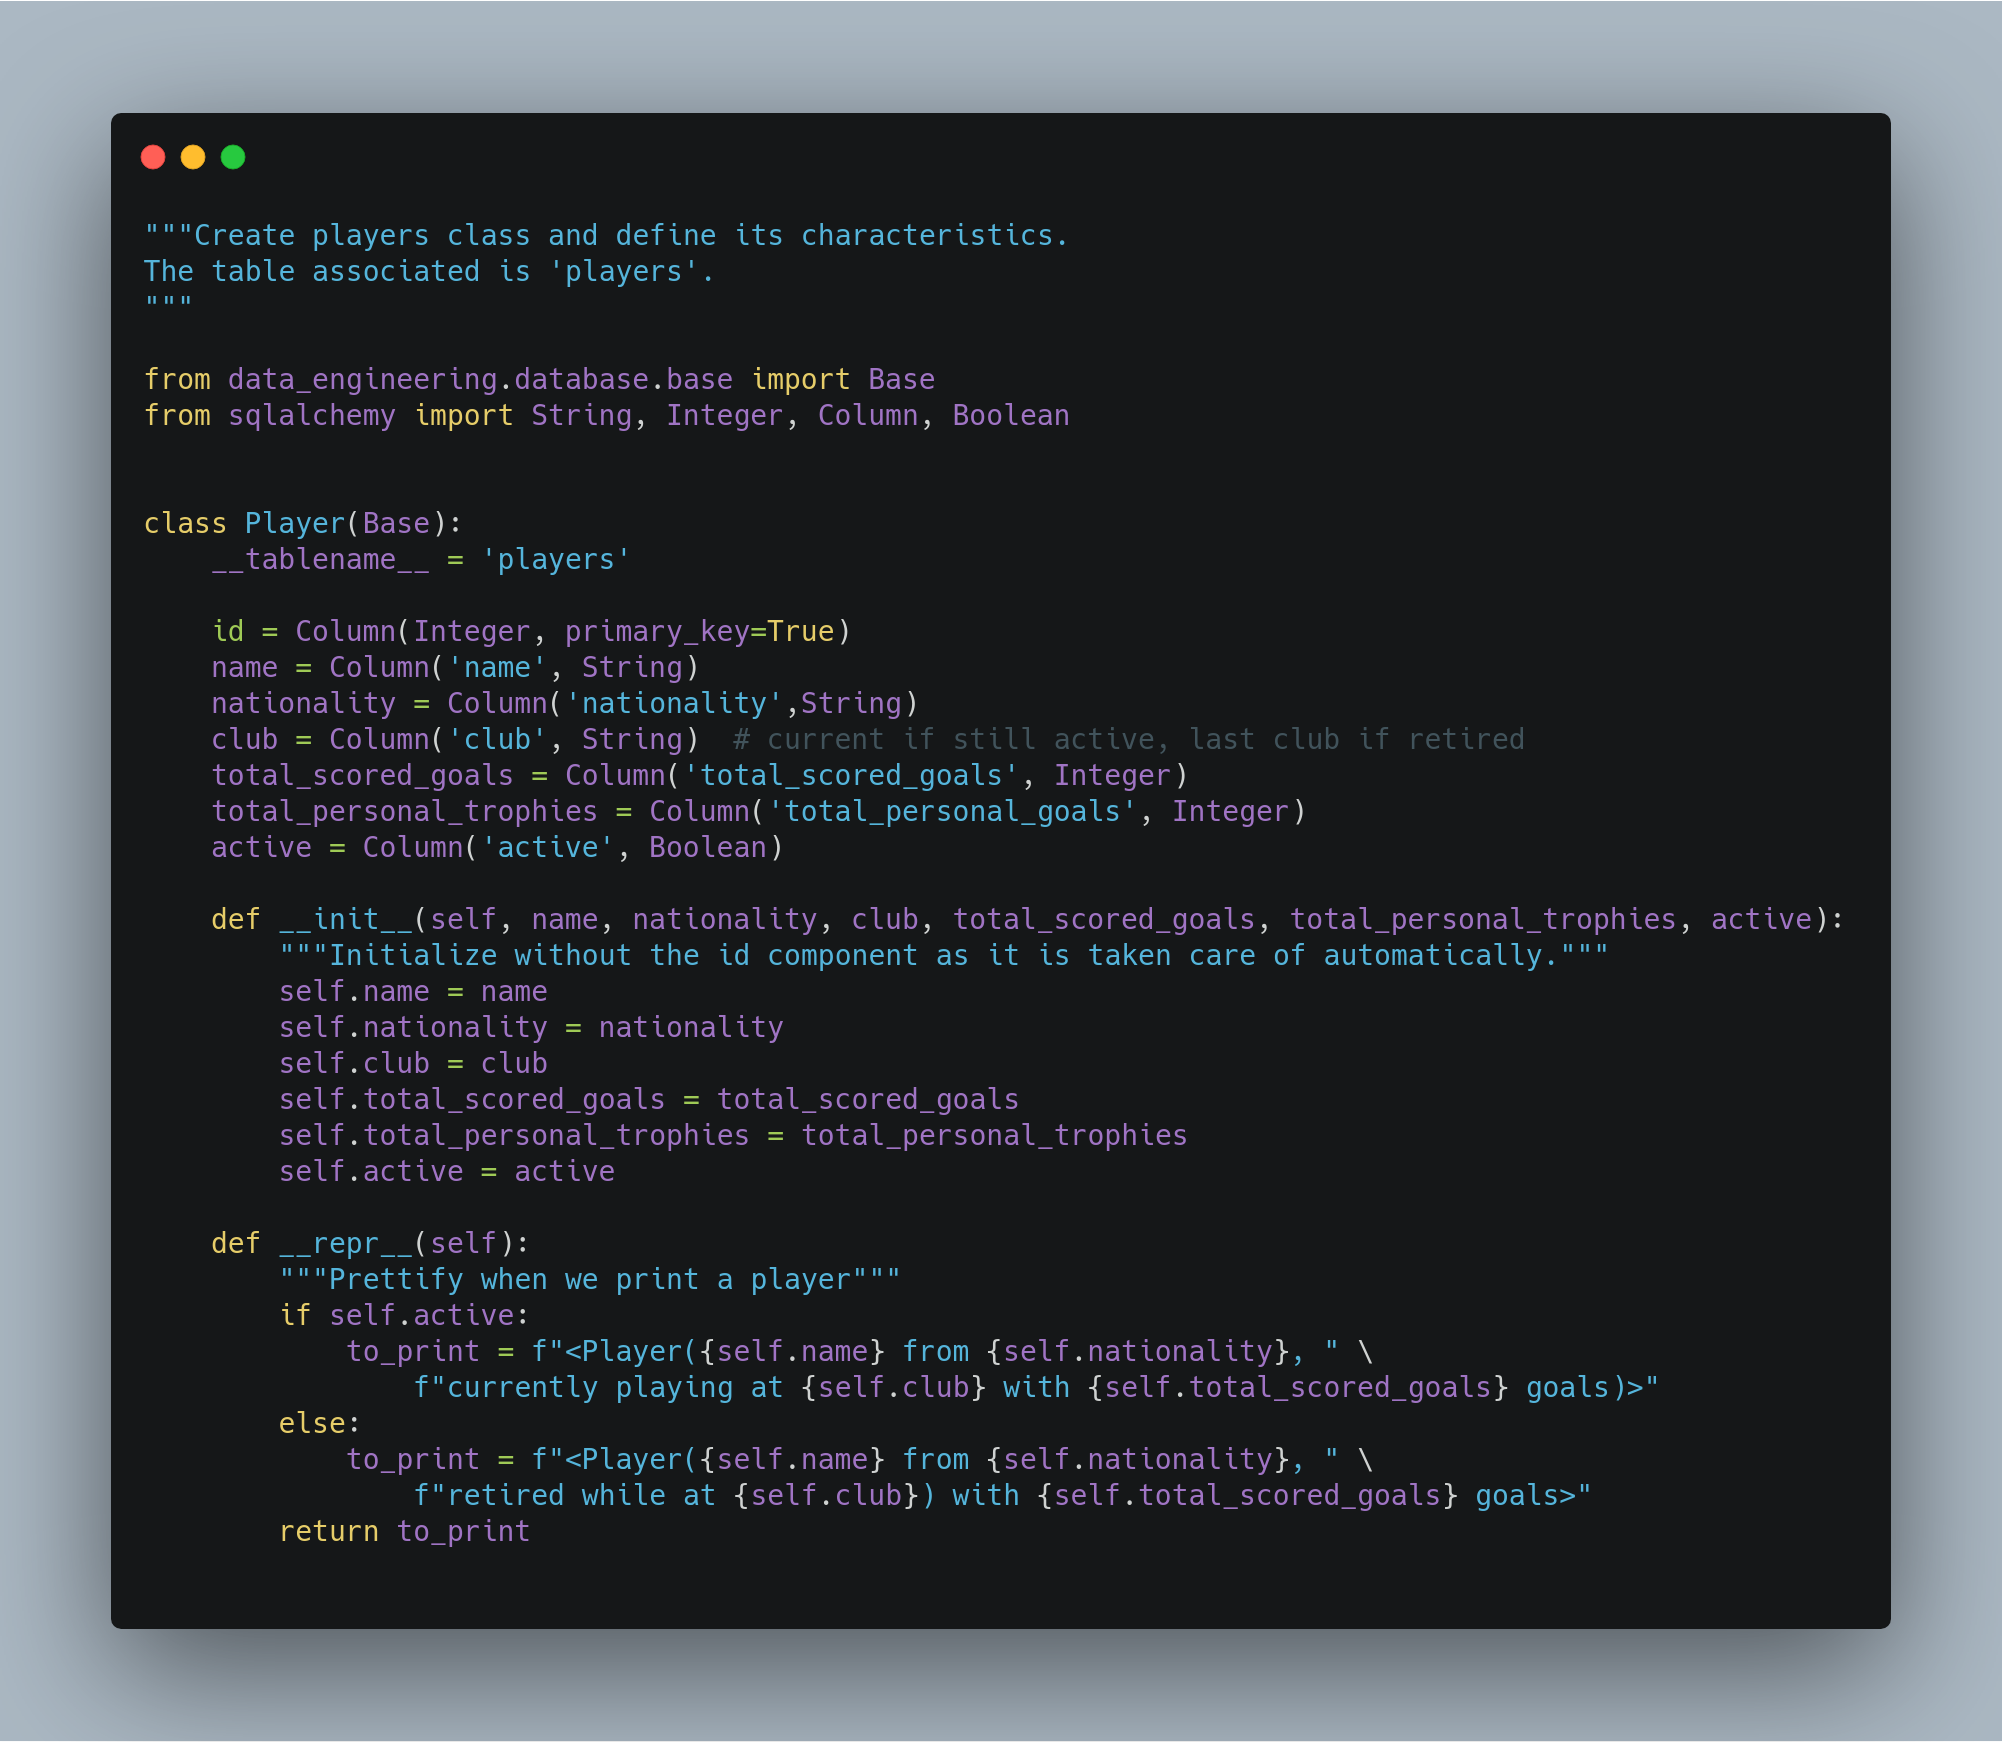 """Create players class and define its characteristics.
The table associated is 'players'.
"""

from data_engineering.database.base import Base
from sqlalchemy import String, Integer, Column, Boolean


class Player(Base):
    __tablename__ = 'players'

    id = Column(Integer, primary_key=True)
    name = Column('name', String)
    nationality = Column('nationality',String)
    club = Column('club', String)  # current if still active, last club if retired
    total_scored_goals = Column('total_scored_goals', Integer)
    total_personal_trophies = Column('total_personal_goals', Integer)
    active = Column('active', Boolean)

    def __init__(self, name, nationality, club, total_scored_goals, total_personal_trophies, active):
        """Initialize without the id component as it is taken care of automatically."""
        self.name = name
        self.nationality = nationality
        self.club = club
        self.total_scored_goals = total_scored_goals
        self.total_personal_trophies = total_personal_trophies
        self.active = active

    def __repr__(self):
        """Prettify when we print a player"""
        if self.active:
            to_print = f"<Player({self.name} from {self.nationality}, " \
                f"currently playing at {self.club} with {self.total_scored_goals} goals)>"
        else:
            to_print = f"<Player({self.name} from {self.nationality}, " \
                f"retired while at {self.club}) with {self.total_scored_goals} goals>"
        return to_print